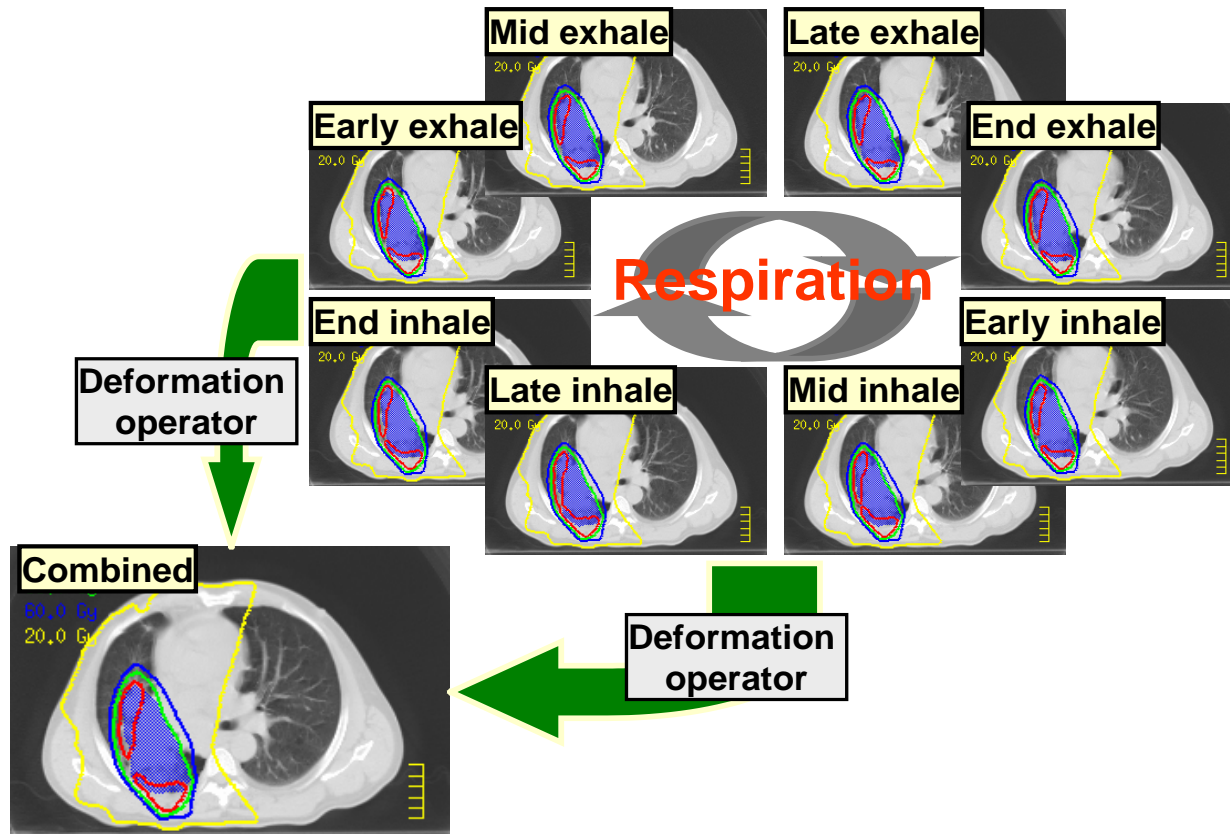 Mid exhale
Late exhale
20.0 Gy
20.0 Gy
Early exhale
End exhale
20.0 Gy
20.0 Gy
Respiration
End inhale
Early inhale
20.0 Gy
20.0 Gy
Late inhale
Mid inhale
20.0 Gy
20.0 Gy
Deformation
operator
Combined
60.0 Gy
20.0 Gy
Deformation
operator